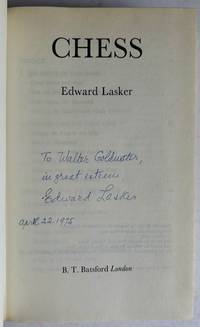 CHESS
Edward Lasker
To Walter Goldwater,
in great esteem
Edward Lasker
april 22. 1975
B. T. Batsford London